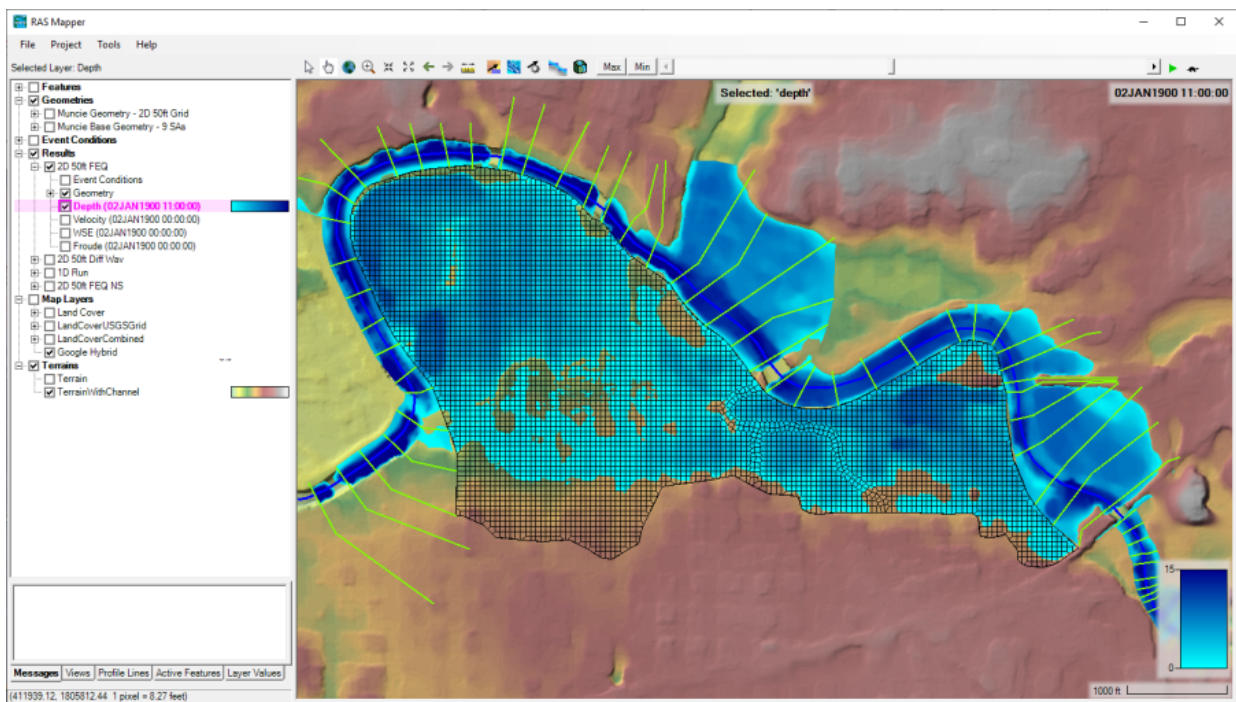 RAS Mapper
File Project Tools Help
Selected Layer: Depth
Max Min
Features
Geometries
Muncie Geometry - 2D 50ft Grid
Muncie Base Geometry - 9 SAs
Event Conditions
Results
2D 50ft FEQ
Event Conditions
Geometry
Depth (02JAN1900 11:00:00)
Velocity (02JAN1900 00:00:00)
WSE (02JAN1900 00:00:00)
Froude (02JAN1900 00:00:00)
2D 50ft Diff Wav
1D Run
2D 50ft FEQ NS
Map Layers
Land Cover
LandCoverUSGSGrid
LandCoverCombined
Google Hybrid
Terrains
Terrain
TerrainWithChannel
Selected: 'depth'
02JAN1900 11:00:00
15
0
1000 ft
Messages Views Profile Lines Active Features Layer Values
(411939.12, 1805812.44 1 pixel = 8.27 feet)